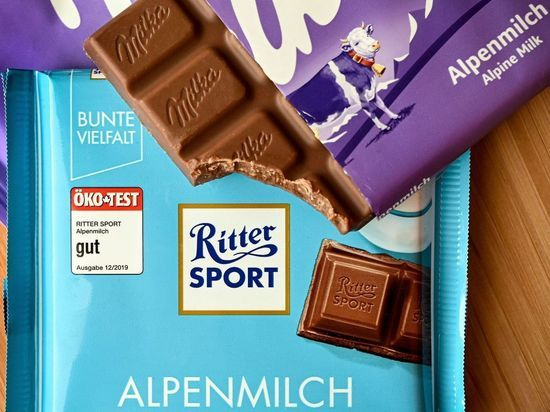 Milka
Milka
Milka
Alpenmilch
Alpine Milk
BUNTE
VIELFALT
ÖKO-TEST
RITTER SPORT
Alpenmilch
gut
Ausgabe 12/2019
Ritter
SPORT
Ritter
SPORT
ALPENMILCH